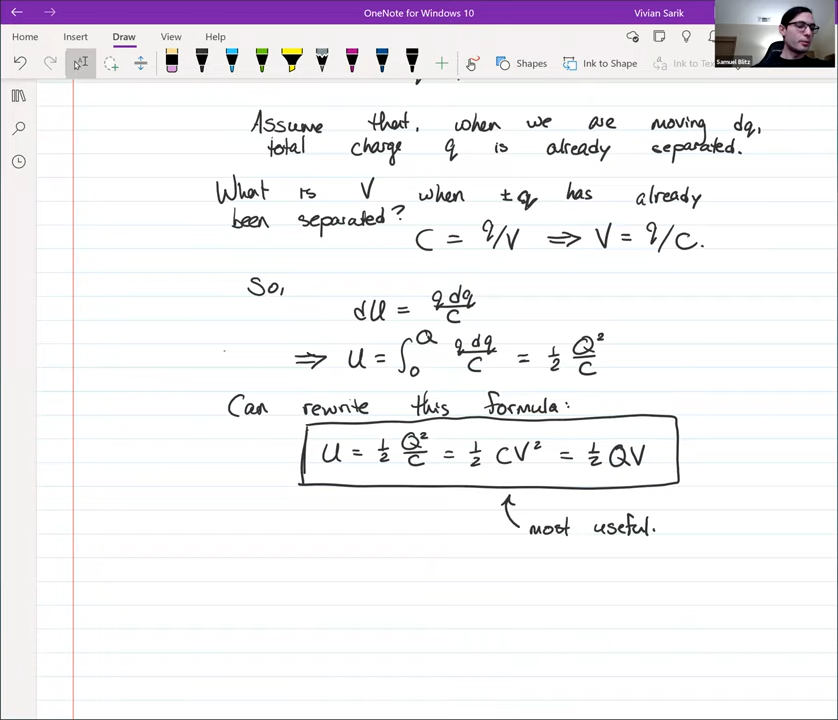 OneNote for Windows 10
Vivian Sarik
Home Insert Draw View Help
Shapes Ink to Shape Ink to
Samuel Blitz
Assume that, when we are moving dq,
total charge q is already separated.
What is V when ±q has already
been separated?
C = q/V ⟹ V = q/C.
So,
dU = q dq/C
⟹ U = ∫₀^Q q dq/C = ½ Q²/C
Can rewrite this formula:
U = ½ Q²/C = ½ CV² = ½ QV
most useful.